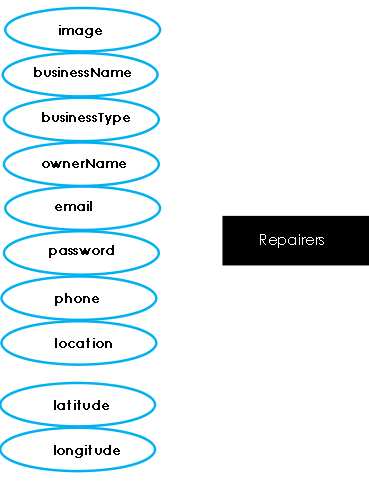 image
businessName
businessType
ownerName
email
password
Repairers
phone
location
latitude
longitude